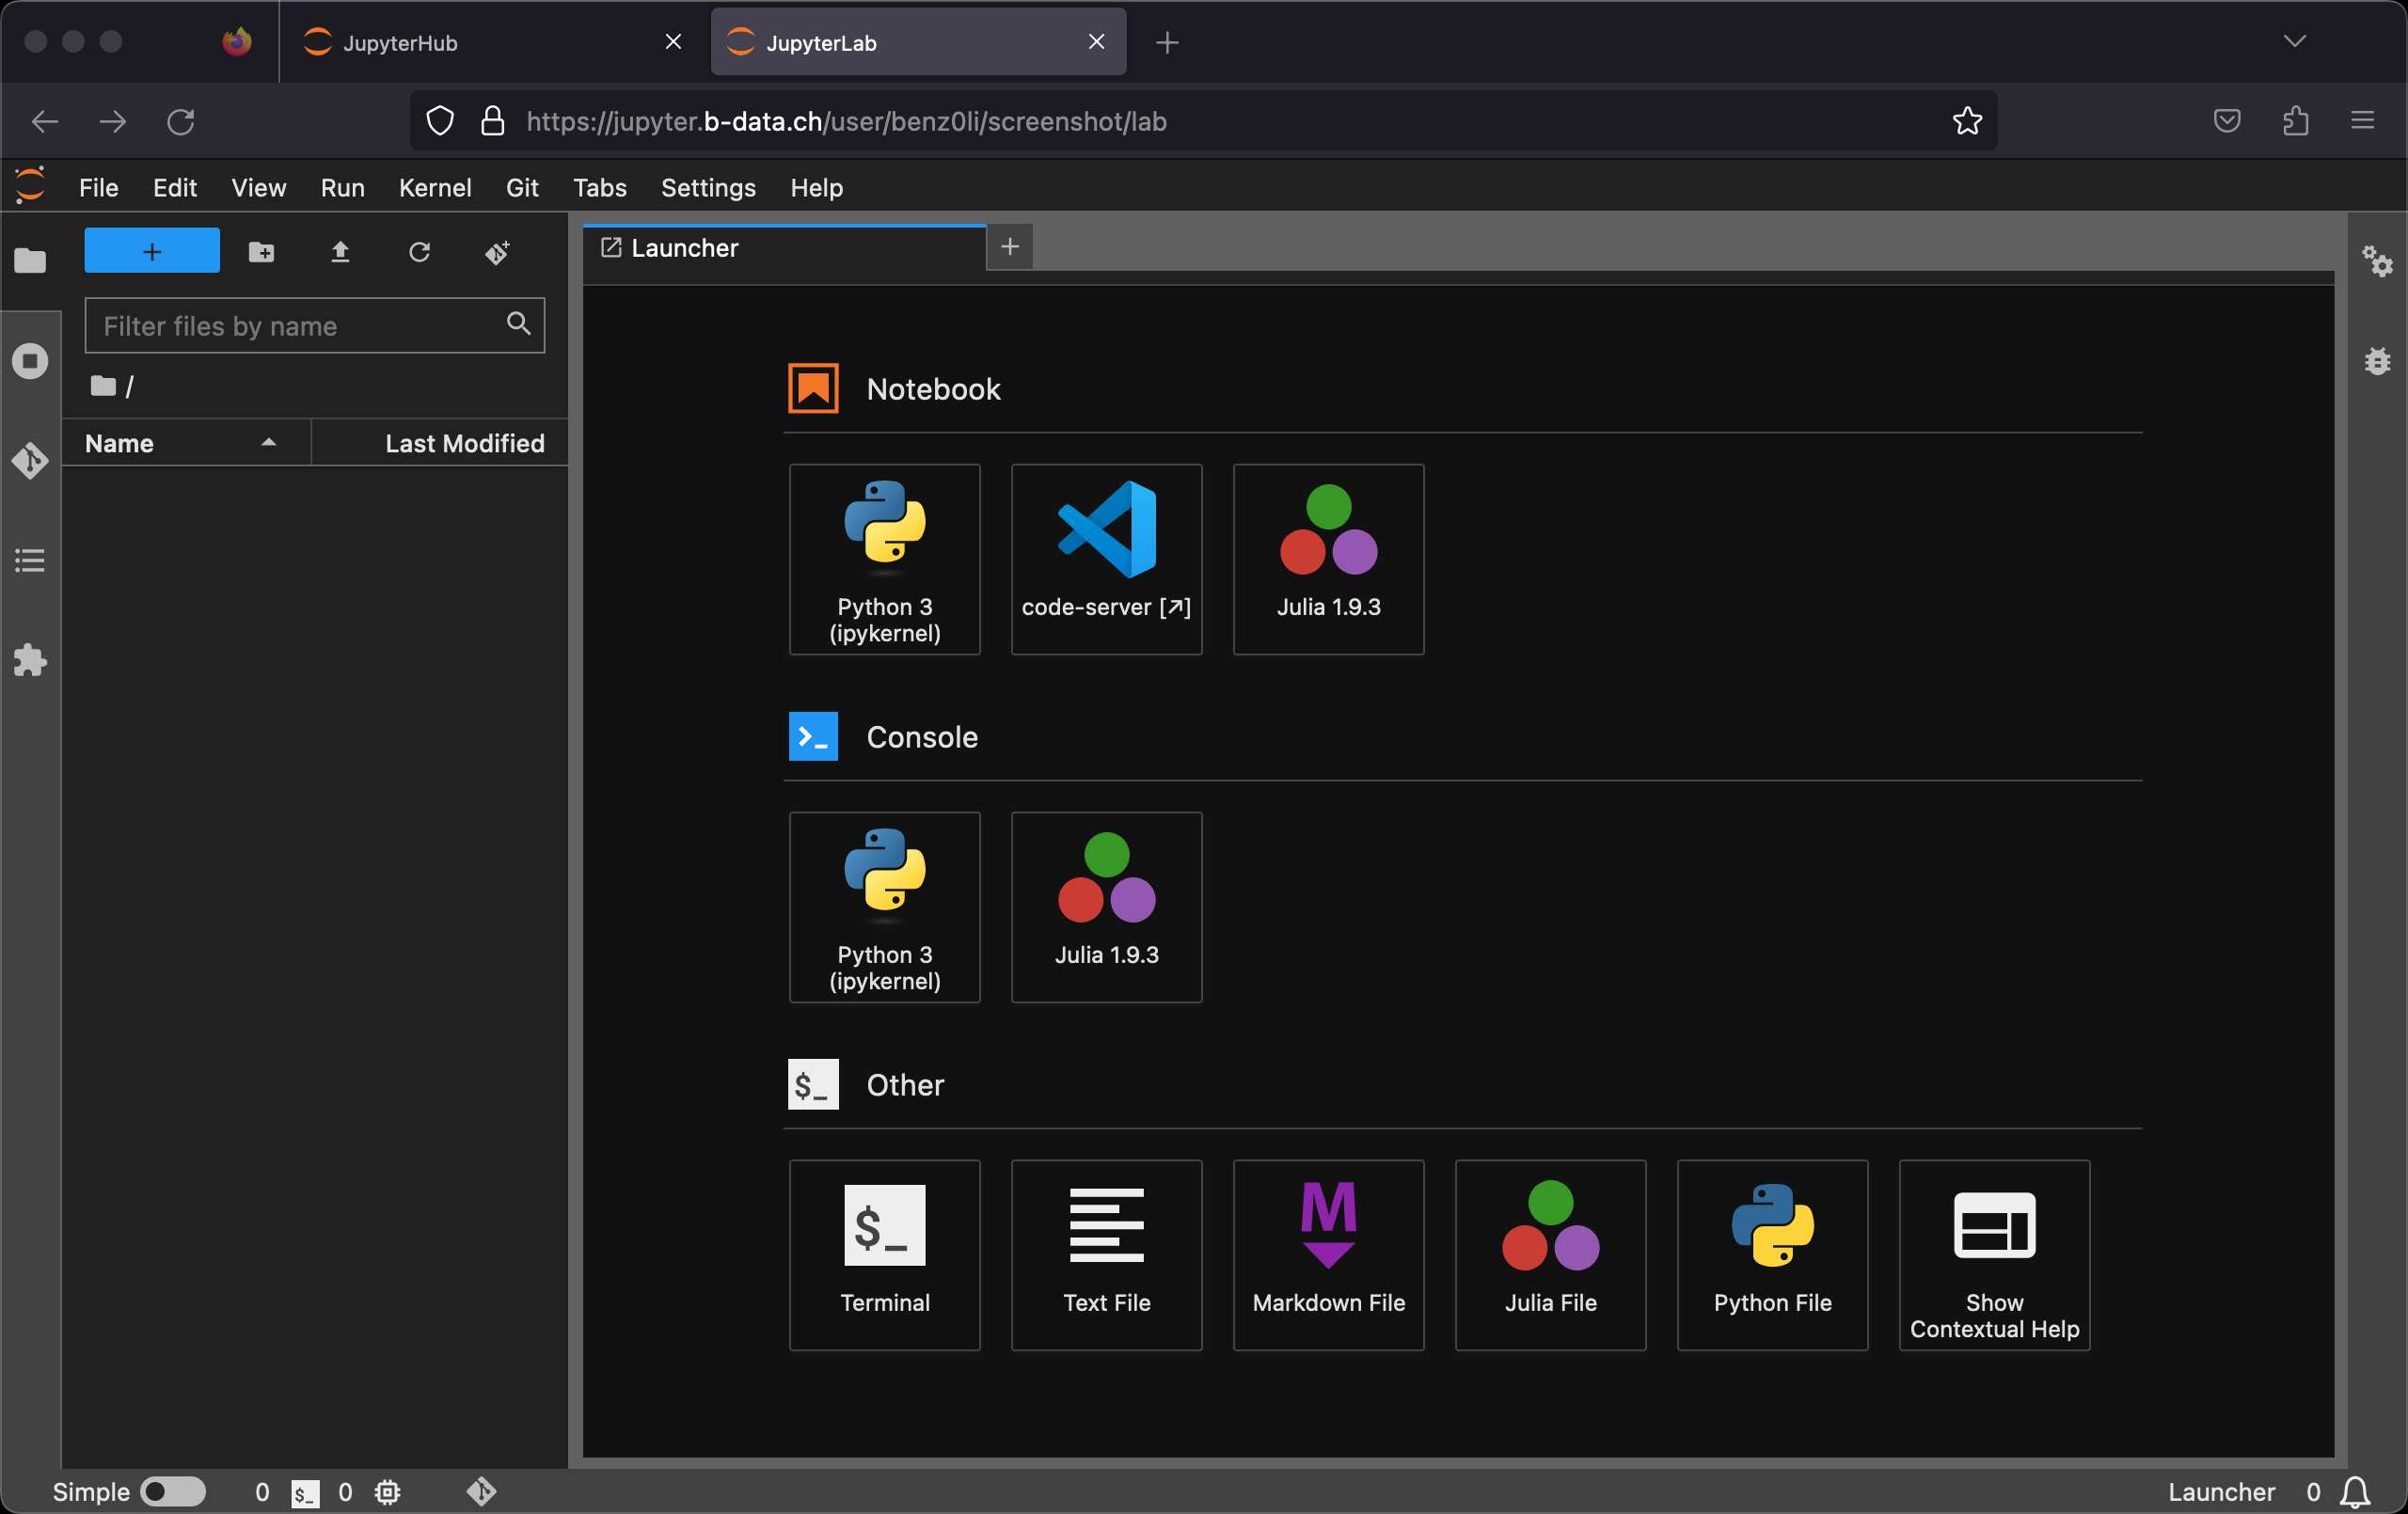 JupyterHub
JupyterLab
https://jupyter.b-data.ch/user/benz0li/screenshot/lab
File Edit View Run Kernel Git Tabs Settings Help
Launcher
Filter files by name
/
Name Last Modified
Notebook
Python 3
(ipykernel)
code-server [↗]
Julia 1.9.3
Console
Python 3
(ipykernel)
Julia 1.9.3
$_ Other
$_
Terminal
Text File
M
Markdown File
Julia File
Python File
Show
Contextual Help
Simple 0 $_ 0
Launcher 0